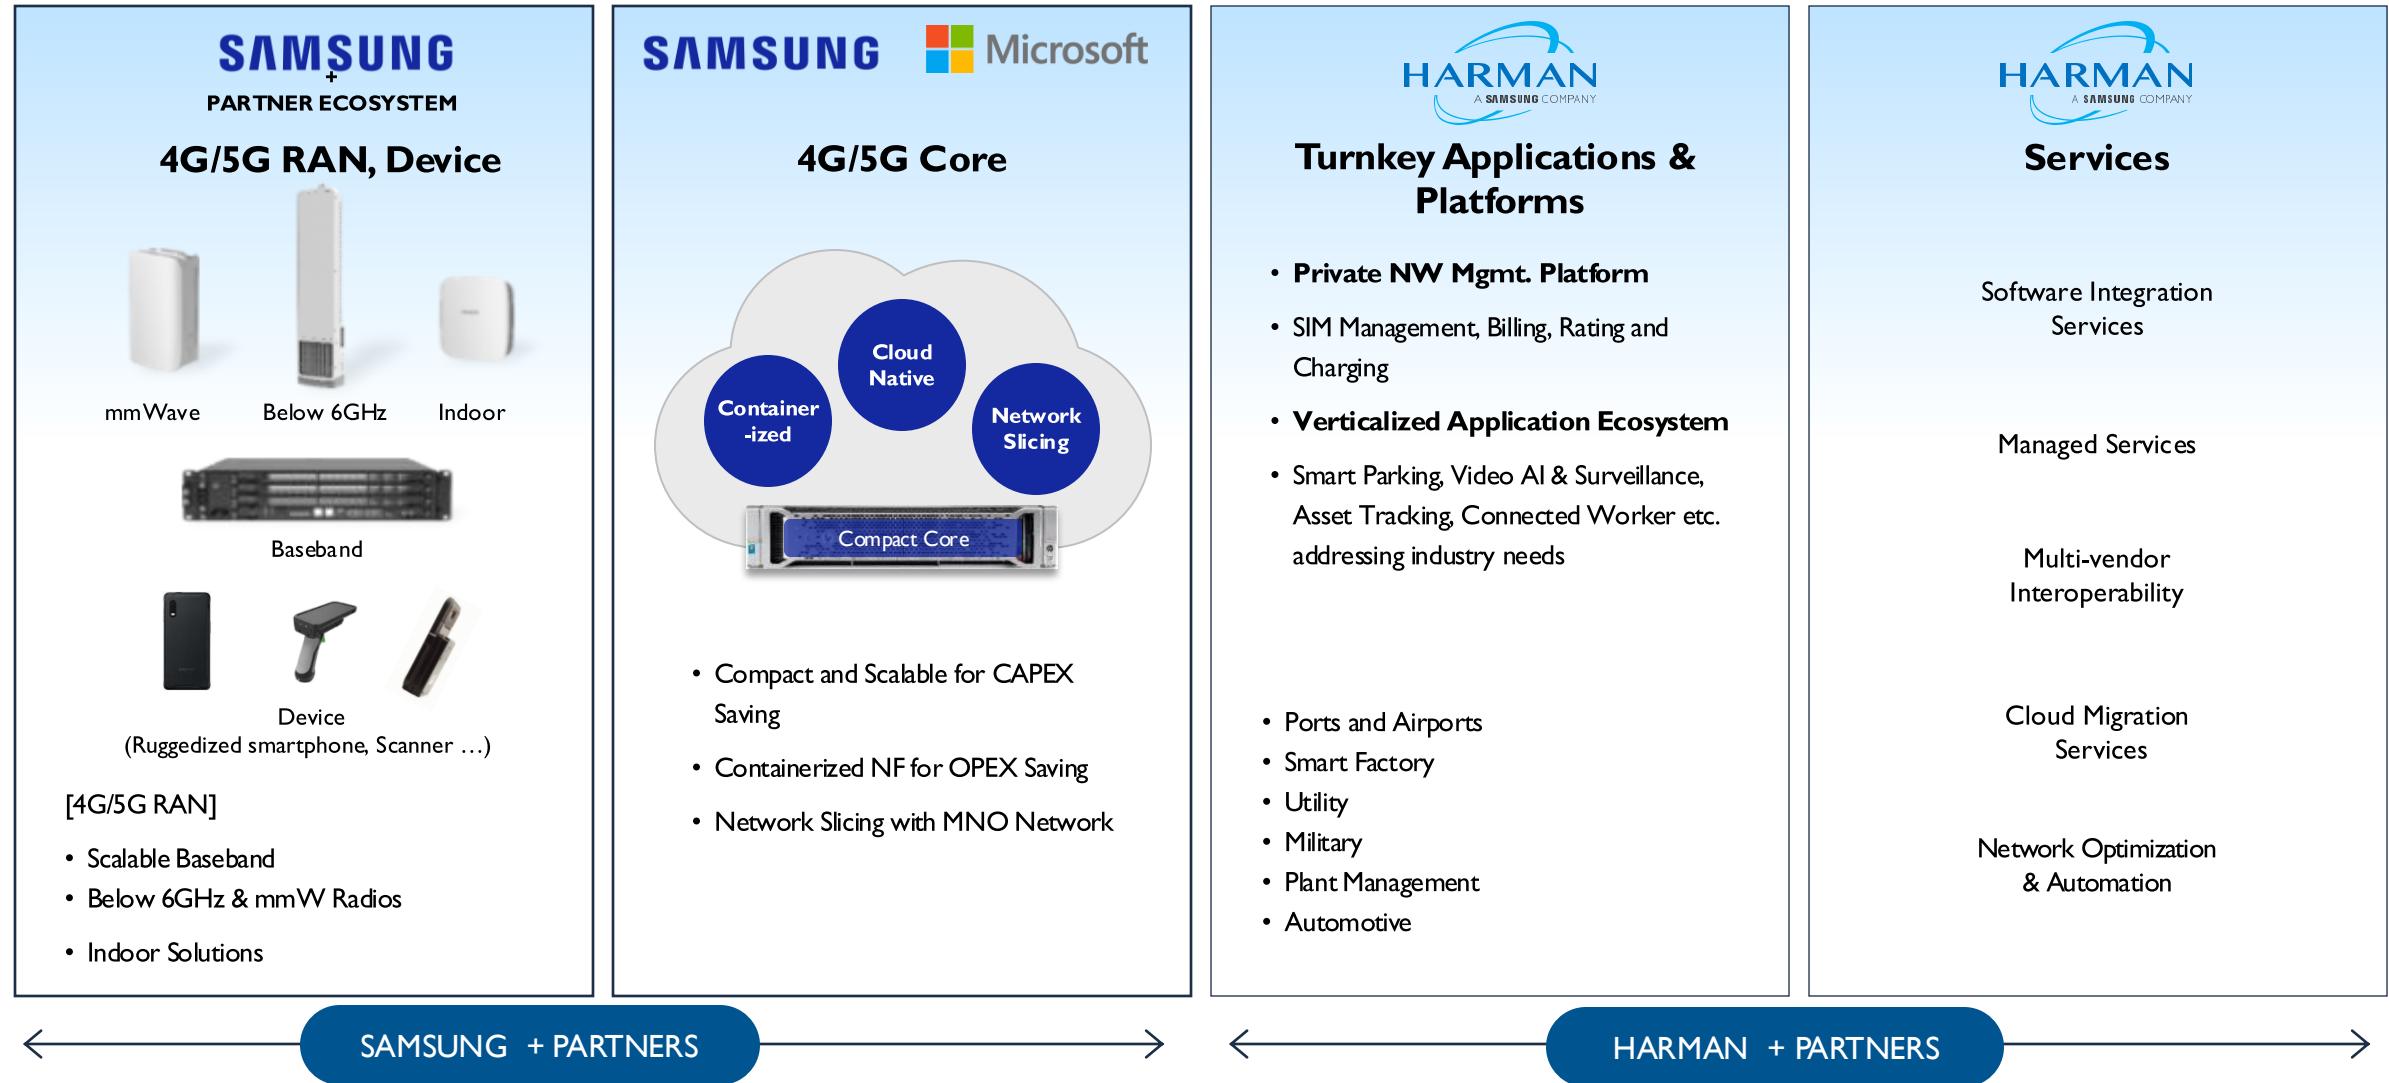 SAMSUNG
+
PARTNER ECOSYSTEM
4G/5G RAN, Device
mmWave
Below 6GHz
Indoor
Baseband
Device
(Ruggedized smartphone, Scanner …)
[4G/5G RAN]
• Scalable Baseband
• Below 6GHz & mmW Radios
• Indoor Solutions
SAMSUNG
Microsoft
4G/5G Core
Cloud
Native
Container
-ized
Network
Slicing
Compact Core
• Compact and Scalable for CAPEX
Saving
• Containerized NF for OPEX Saving
• Network Slicing with MNO Network
HARMAN
A SAMSUNG COMPANY
Turnkey Applications &
Platforms
• Private NW Mgmt. Platform
• SIM Management, Billing, Rating and
Charging
• Verticalized Application Ecosystem
• Smart Parking, Video AI & Surveillance,
Asset Tracking, Connected Worker etc.
addressing industry needs
• Ports and Airports
• Smart Factory
• Utility
• Military
• Plant Management
• Automotive
HARMAN
A SAMSUNG COMPANY
Services
Software Integration
Services
Managed Services
Multi-vendor
Interoperability
Cloud Migration
Services
Network Optimization
& Automation
SAMSUNG + PARTNERS
HARMAN + PARTNERS